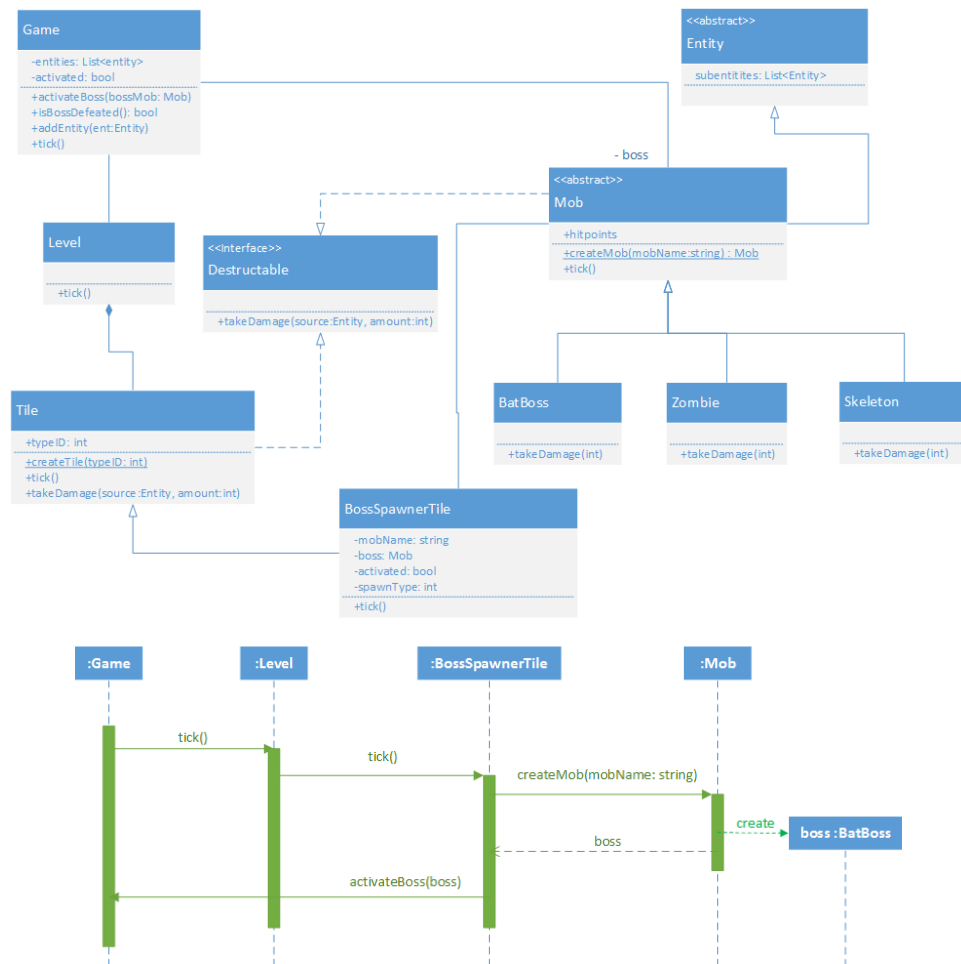 Game
-entities: List<entity>
-activated: bool
+activateBoss(bossMob: Mob)
+isBossDefeated(): bool
+addEntity(ent:Entity)
+tick()
<<abstract>>
Entity
subentitites: List<Entity>
- boss
<<abstract>>
Mob
+hitpoints
+createMob(mobName:string) : Mob
+tick()
Level
+tick()
<<Interface>>
Destructable
+takeDamage(source:Entity, amount:int)
Tile
+typeID: int
+createTile(typeID: int)
+tick()
+takeDamage(source:Entity, amount:int)
BatBoss
+takeDamage(int)
Zombie
+takeDamage(int)
Skeleton
+takeDamage(int)
BossSpawnerTile
-mobName: string
-boss: Mob
-activated: bool
-spawnType: int
+tick()
:Game
:Level
:BossSpawnerTile
:Mob
tick()
tick()
createMob(mobName: string)
create
boss :BatBoss
boss
activateBoss(boss)